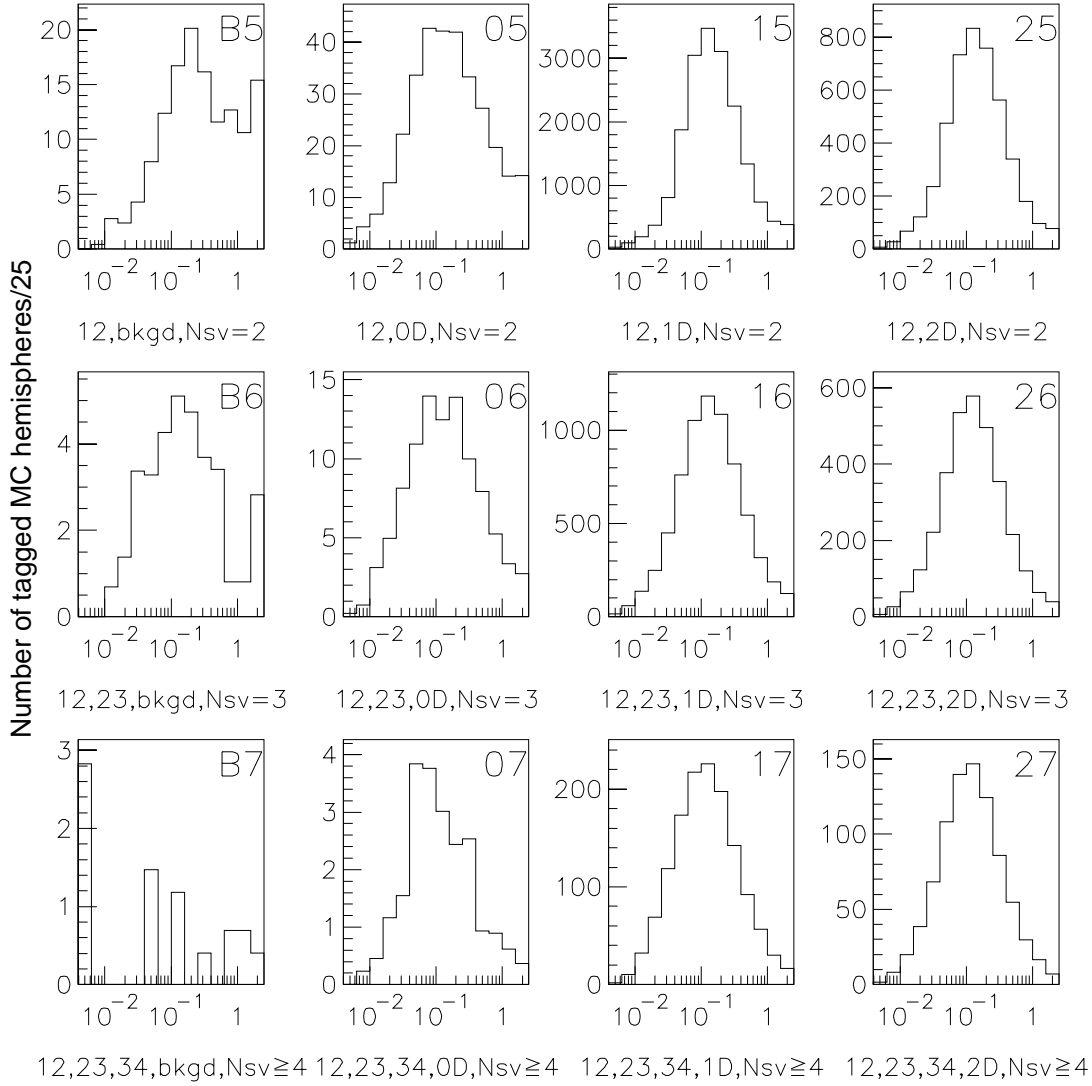 Number of tagged MC hemispheres/25
B5
20
15
10
5
0
10⁻² 10⁻¹ 1
12,bkgd,Nsv=2
05
40
30
20
10
0
10⁻² 10⁻¹ 1
12,0D,Nsv=2
15
3000
2000
1000
0
10⁻² 10⁻¹ 1
12,1D,Nsv=2
25
800
600
400
200
0
10⁻² 10⁻¹ 1
12,2D,Nsv=2
B6
4
2
0
10⁻² 10⁻¹ 1
12,23,bkgd,Nsv=3
06
15
10
5
0
10⁻² 10⁻¹ 1
12,23,0D,Nsv=3
16
1000
500
0
10⁻² 10⁻¹ 1
12,23,1D,Nsv=3
26
600
400
200
0
10⁻² 10⁻¹ 1
12,23,2D,Nsv=3
B7
3
2
1
0
10⁻² 10⁻¹ 1
12,23,34,bkgd,Nsv≥4
07
4
3
2
1
0
10⁻² 10⁻¹ 1
12,23,34,0D,Nsv≥4
17
200
100
0
10⁻² 10⁻¹ 1
12,23,34,1D,Nsv≥4
27
150
100
50
0
10⁻² 10⁻¹ 1
12,23,34,2D,Nsv≥4